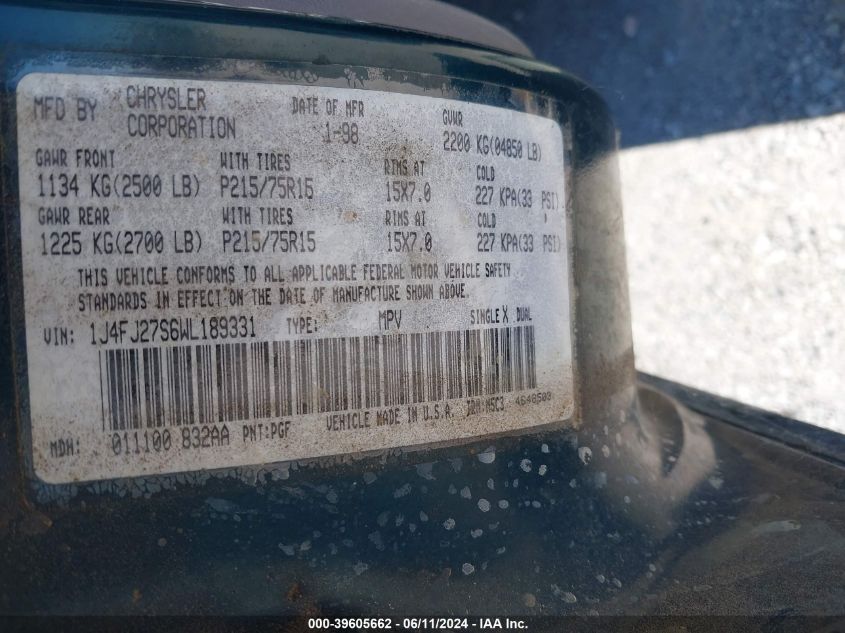 MFD BY CHRYSLER CORPORATION DATE OF MFR 1-98 GVWR 2200 KG(04850 LB)
GAWR FRONT WITH TIRES RIMS AT COLD
1134 KG(2500 LB) P215/75R15 15X7.0 227 KPA(33 PSI)
GAWR REAR WITH TIRES RIMS AT COLD
1225 KG(2700 LB) P215/75R15 15X7.0 227 KPA(33 PSI)
THIS VEHICLE CONFORMS TO ALL APPLICABLE FEDERAL MOTOR VEHICLE SAFETY
STANDARDS IN EFFECT ON THE DATE OF MANUFACTURE SHOWN ABOVE.
VIN: 1J4FJ27S6WL189331 TYPE: MPV SINGLE X DUAL
MDH: 011100 832AA PNT:PGF VEHICLE MADE IN U.S.A.
000-39605662 - 06/11/2024 - IAA Inc.